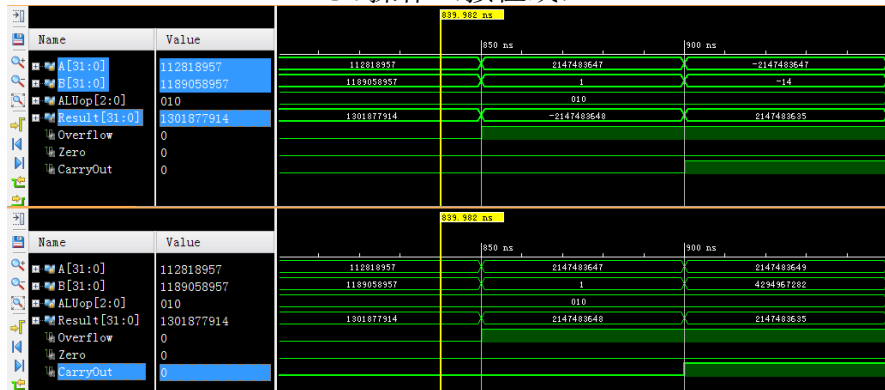 839.982 ns
Name Value
850 ns 900 ns
A[31:0] 112818957 112818957 2147483647 -2147483647
B[31:0] 1189058957 1189058957 1 -14
ALUop[2:0] 010 010
Result[31:0] 1301877914 1301877914 -2147483648 2147483635
Overflow 0
Zero 0
CarryOut 0
839.982 ns
Name Value
850 ns 900 ns
A[31:0] 112818957 112818957 2147483647 2147483649
B[31:0] 1189058957 1189058957 1 4294967282
ALUop[2:0] 010 010
Result[31:0] 1301877914 1301877914 2147483648 2147483635
Overflow 0
Zero 0
CarryOut 0